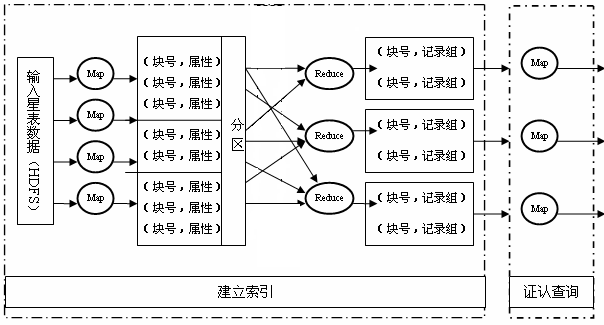 输入星表数据（HDFS）
Map
Map
Map
Map
（块号，属性）
（块号，属性）
（块号，属性）
（块号，属性）
（块号，属性）
（块号，属性）
（块号，属性）
（块号，属性）
分区
Reduce
Reduce
Reduce
（块号，记录组）
（块号，记录组）
（块号，记录组）
（块号，记录组）
（块号，记录组）
（块号，记录组）
Map
Map
Map
建立索引
证认查询